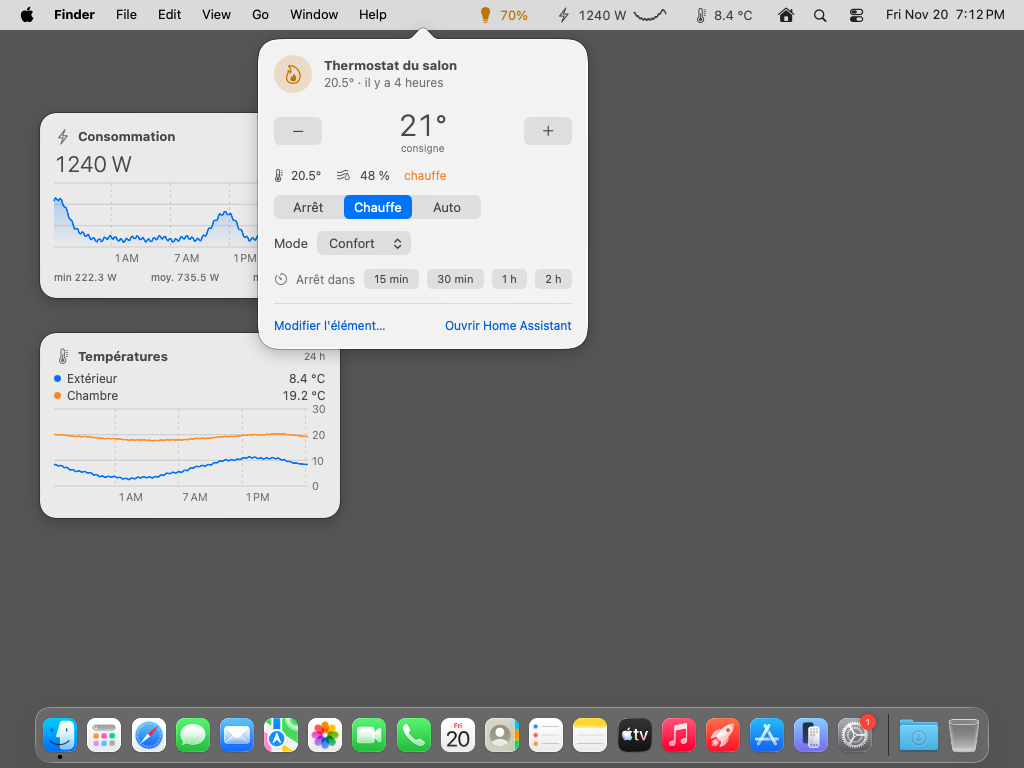 Finder File Edit View Go Window Help 70% 1240 W 8.4 °C Fri Nov 20 7:12 PM
Thermostat du salon
20.5° · il y a 4 heures
− 21° +
consigne
20.5° 48 % chauffe
Arrêt Chauffe Auto
Mode Confort
Arrêt dans 15 min 30 min 1 h 2 h
Modifier l'élément… Ouvrir Home Assistant
Consommation
1240 W
1 AM 7 AM 1 PM
min 222.3 W moy. 735.5 W
Températures 24 h
Extérieur 8.4 °C
Chambre 19.2 °C
30
20
10
0
1 AM 7 AM 1 PM
Fri
20
tv
1